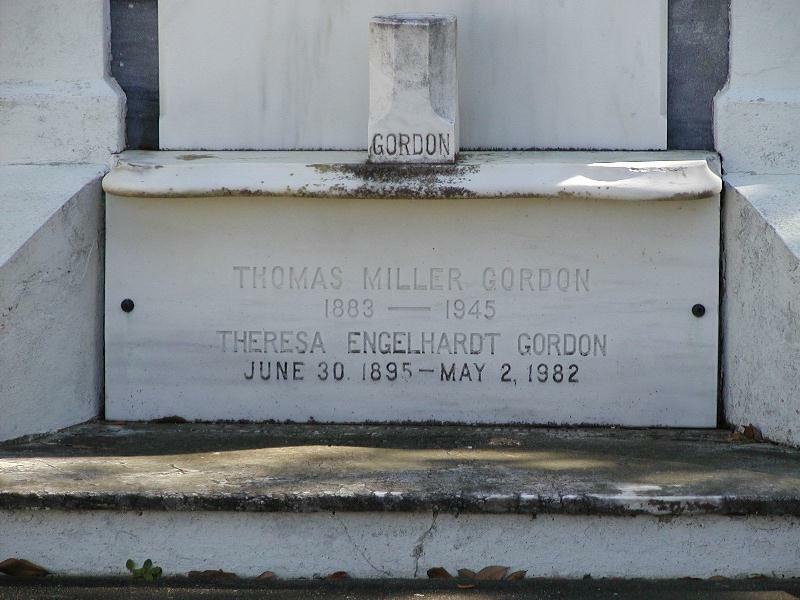 GORDON
THOMAS MILLER GORDON
1883 — 1945
THERESA ENGELHARDT GORDON
JUNE 30. 1895 — MAY 2, 1982